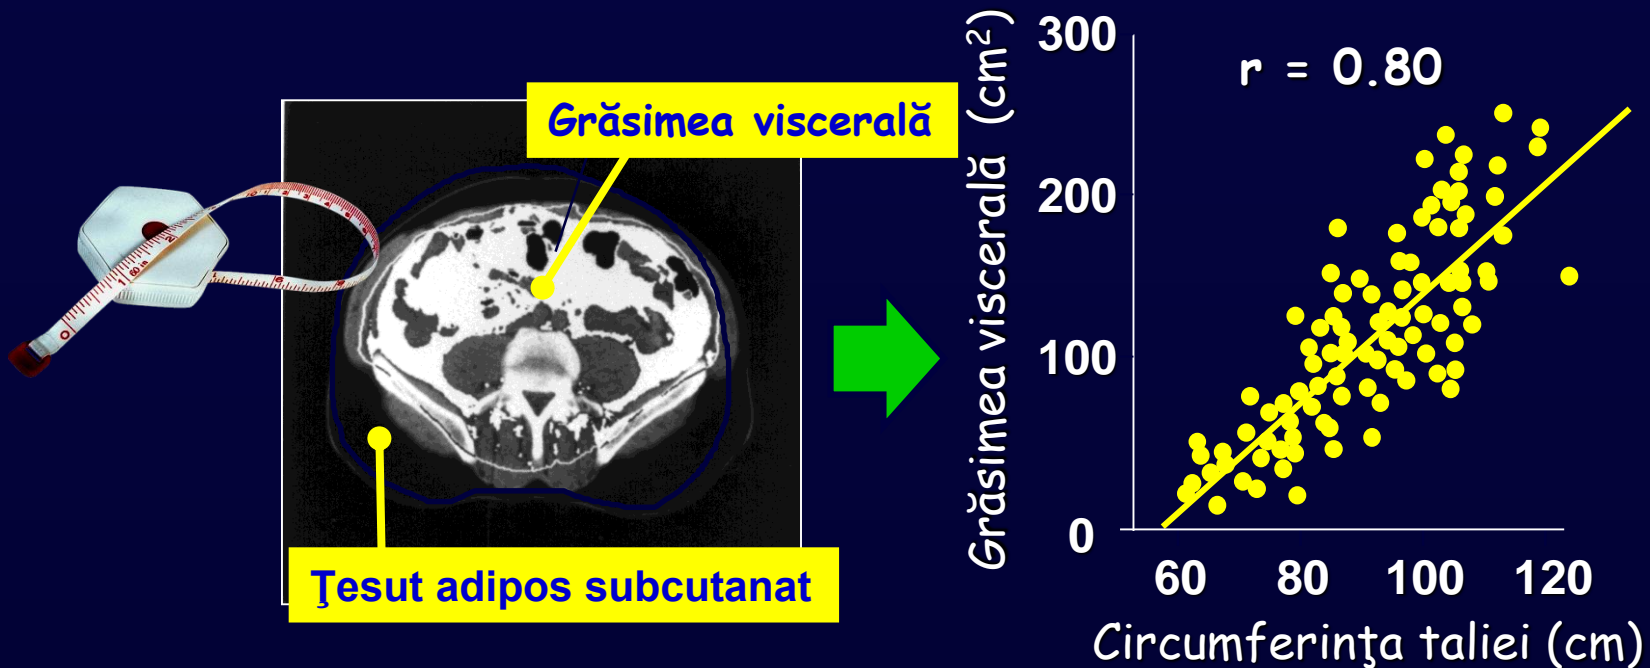 Grăsimea viscerală
Ţesut adipos subcutanat
Grăsimea viscerală (cm²)
r = 0.80
300
200
100
0
60 80 100 120
Circumferinţa taliei (cm)